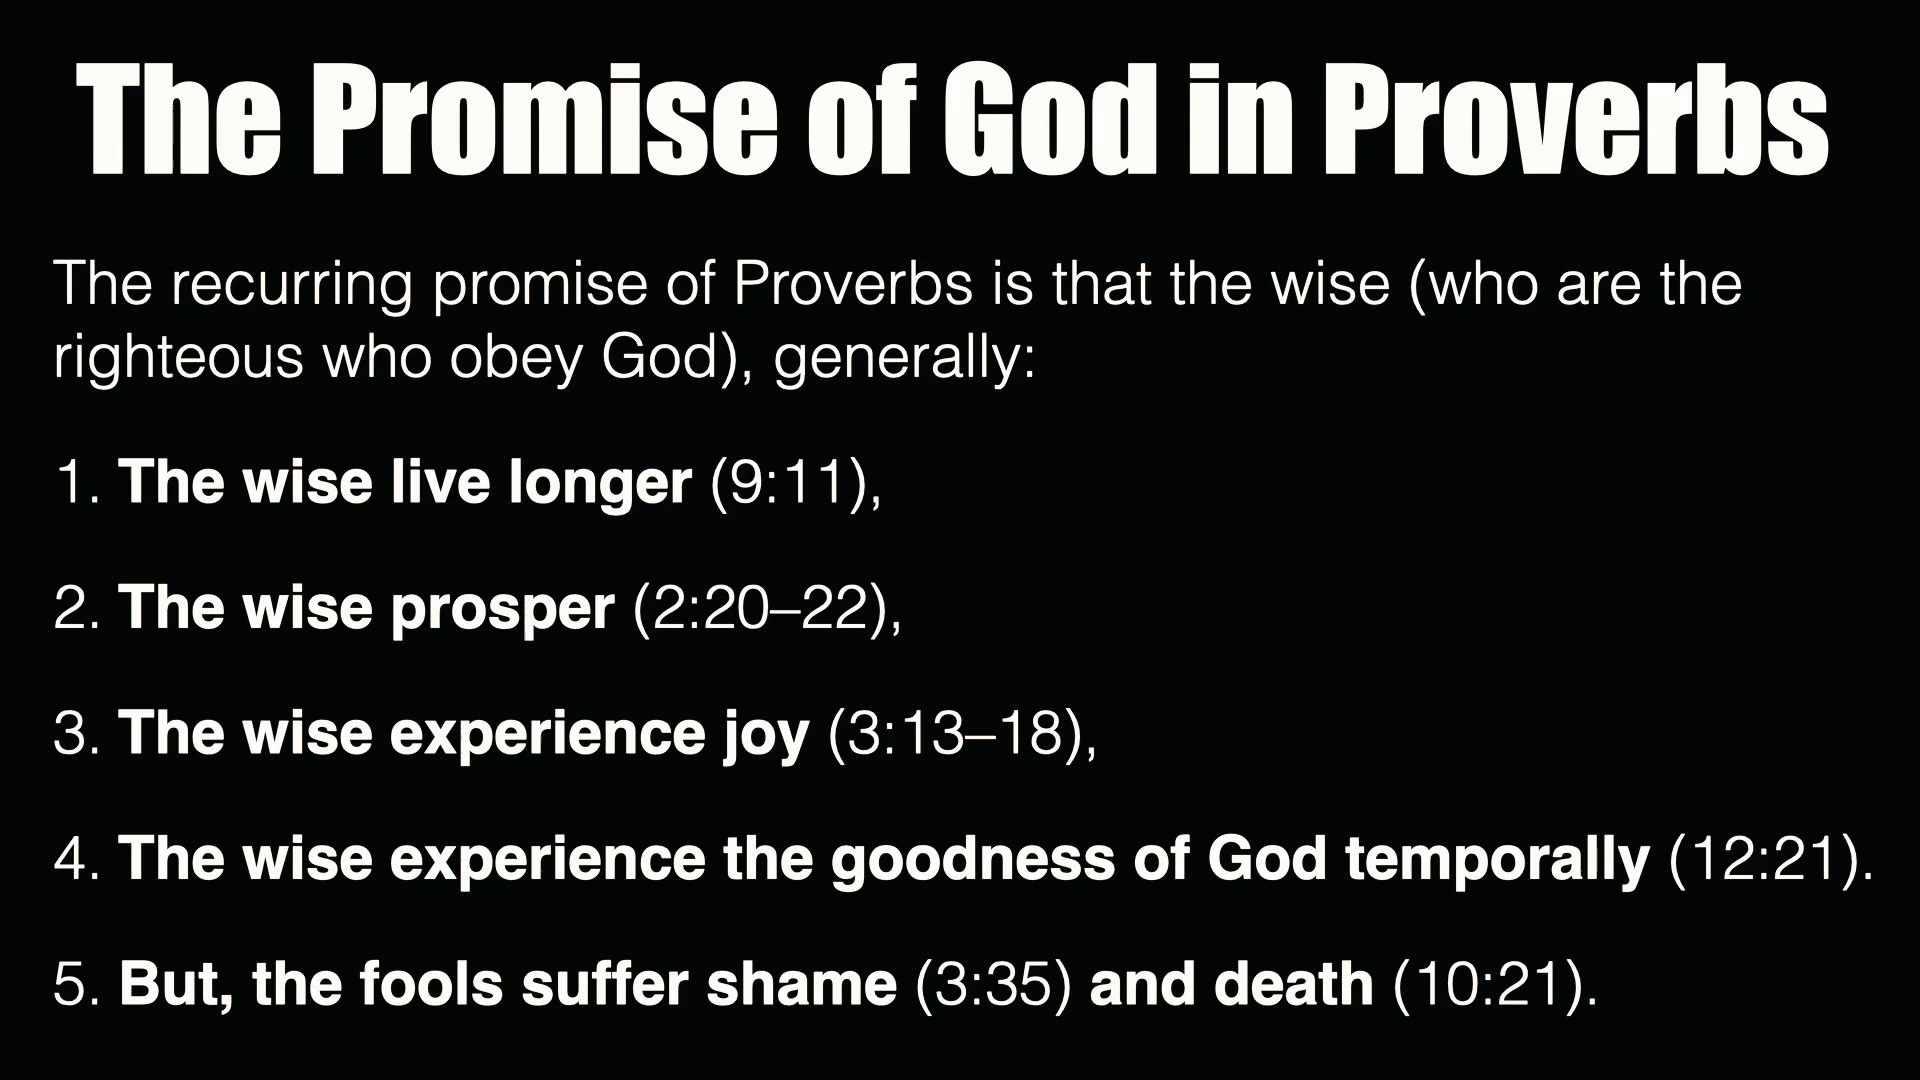 The Promise of God in Proverbs
The recurring promise of Proverbs is that the wise (who are the
righteous who obey God), generally:
1. The wise live longer (9:11),
2. The wise prosper (2:20–22),
3. The wise experience joy (3:13–18),
4. The wise experience the goodness of God temporally (12:21).
5. But, the fools suffer shame (3:35) and death (10:21).